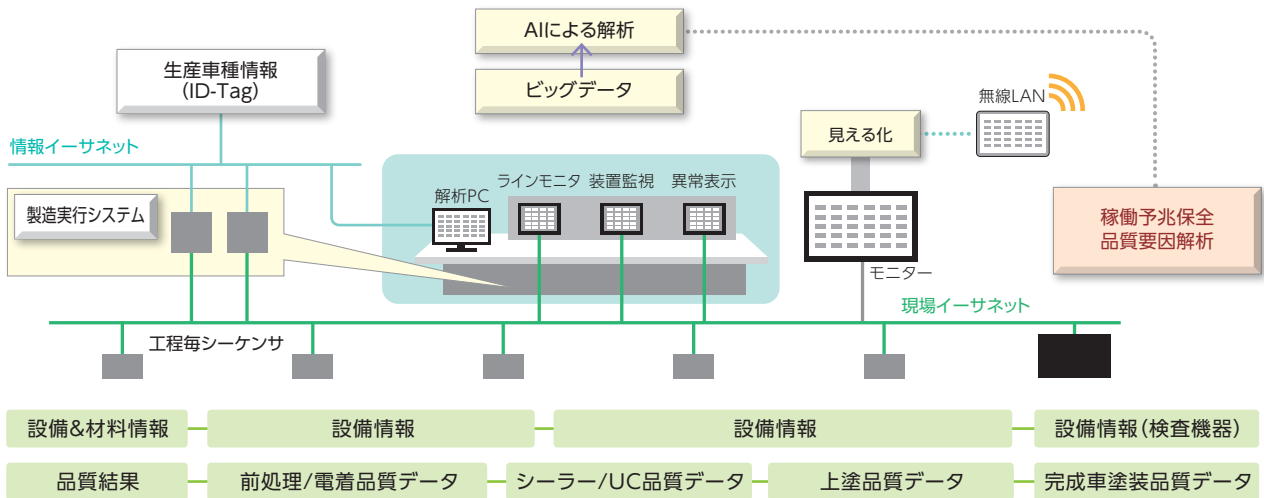 AIによる解析
ビッグデータ
生産車種情報
(ID-Tag)
無線LAN
見える化
情報イーサネット
製造実行システム
解析PC
ラインモニタ 装置監視 異常表示
稼働予兆保全
品質要因解析
モニター
現場イーサネット
工程毎シーケンサ
設備&材料情報 設備情報 設備情報 設備情報(検査機器)
品質結果 前処理/電着品質データ シーラー/UC品質データ 上塗品質データ 完成車塗装品質データ